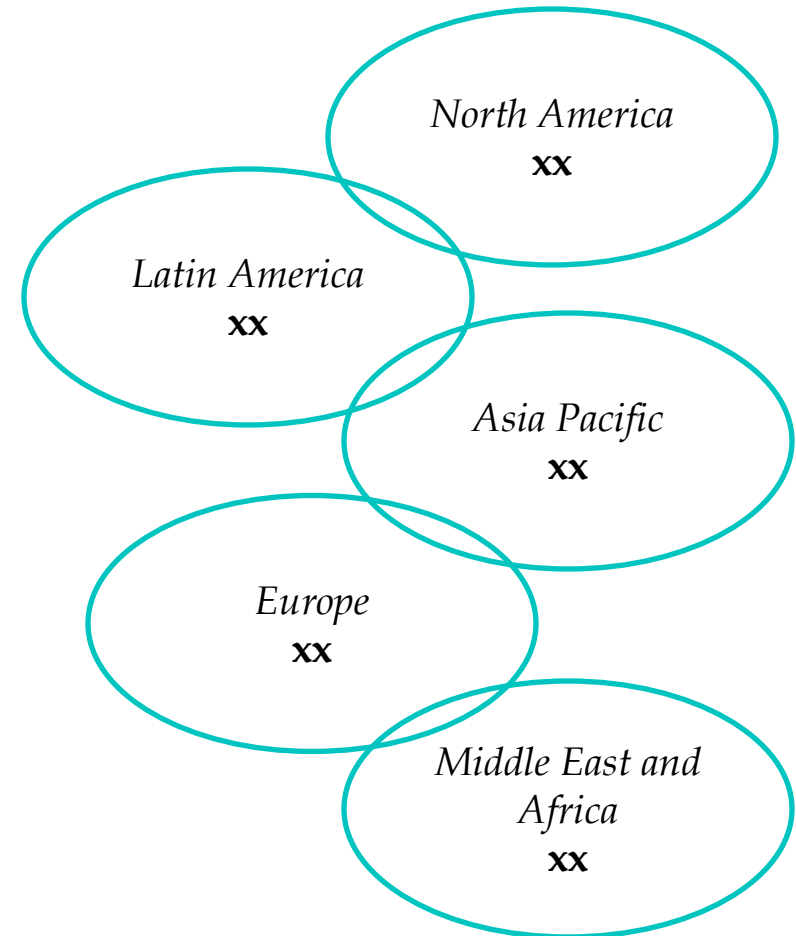 North America
xx
Latin America
xx
Asia Pacific
xx
Europe
xx
Middle East and
Africa
xx